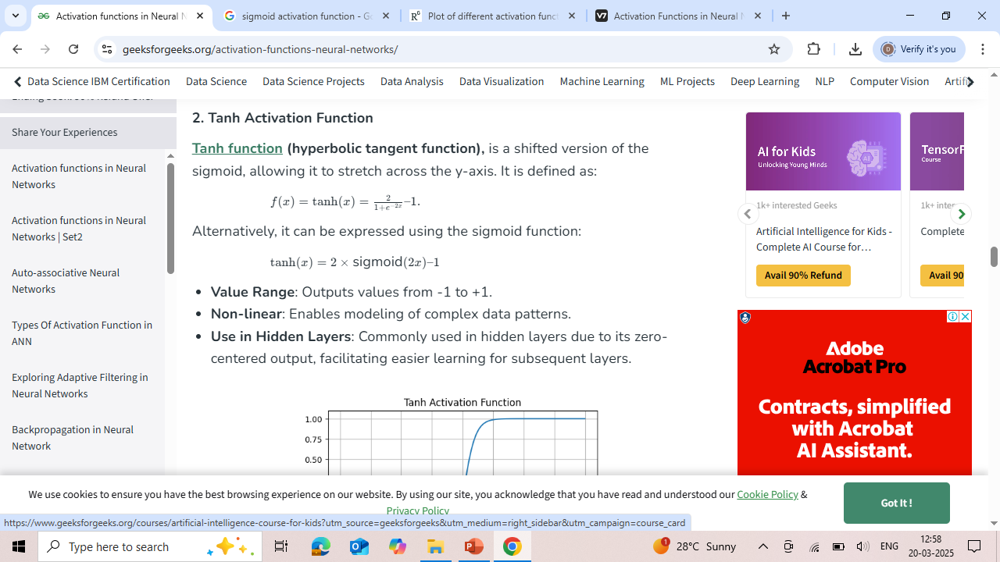 Activation functions in Neural N
sigmoid activation function - Go
Plot of different activation func
Activation Functions in Neural N
geeksforgeeks.org/activation-functions-neural-networks/
Verify it's you
Data Science IBM Certification
Data Science
Data Science Projects
Data Analysis
Data Visualization
Machine Learning
ML Projects
Deep Learning
NLP
Computer Vision
Artifi
Share Your Experiences
Activation functions in Neural
Networks
Activation functions in Neural
Networks | Set2
Auto-associative Neural
Networks
Types Of Activation Function in
ANN
Exploring Adaptive Filtering in
Neural Networks
Backpropagation in Neural
Network
2. Tanh Activation Function
Tanh function (hyperbolic tangent function), is a shifted version of the
sigmoid, allowing it to stretch across the y-axis. It is defined as:
f(x) = tanh(x) = 2/(1+e^−2x)–1.
Alternatively, it can be expressed using the sigmoid function:
tanh(x) = 2 × sigmoid(2x)–1
• Value Range: Outputs values from -1 to +1.
• Non-linear: Enables modeling of complex data patterns.
• Use in Hidden Layers: Commonly used in hidden layers due to its zero-
centered output, facilitating easier learning for subsequent layers.
Tanh Activation Function
1.00
0.75
0.50
AI for Kids
Unlocking Young Minds
AI
TensorF
Course
1k+ interested Geeks
1k+ inter
Artificial Intelligence for Kids -
Complete AI Course for…
Complete
Avail 90% Refund
Avail 90
Adobe
Acrobat Pro
Contracts, simplified
with Acrobat
AI Assistant.
We use cookies to ensure you have the best browsing experience on our website. By using our site, you acknowledge that you have read and understood our Cookie Policy &
Privacy Policy
Got It !
https://www.geeksforgeeks.org/courses/artificial-intelligence-course-for-kids?utm_source=geeksforgeeks&utm_medium=right_sidebar&utm_campaign=course_card
Type here to search
28°C Sunny
ENG
12:58
20-03-2025